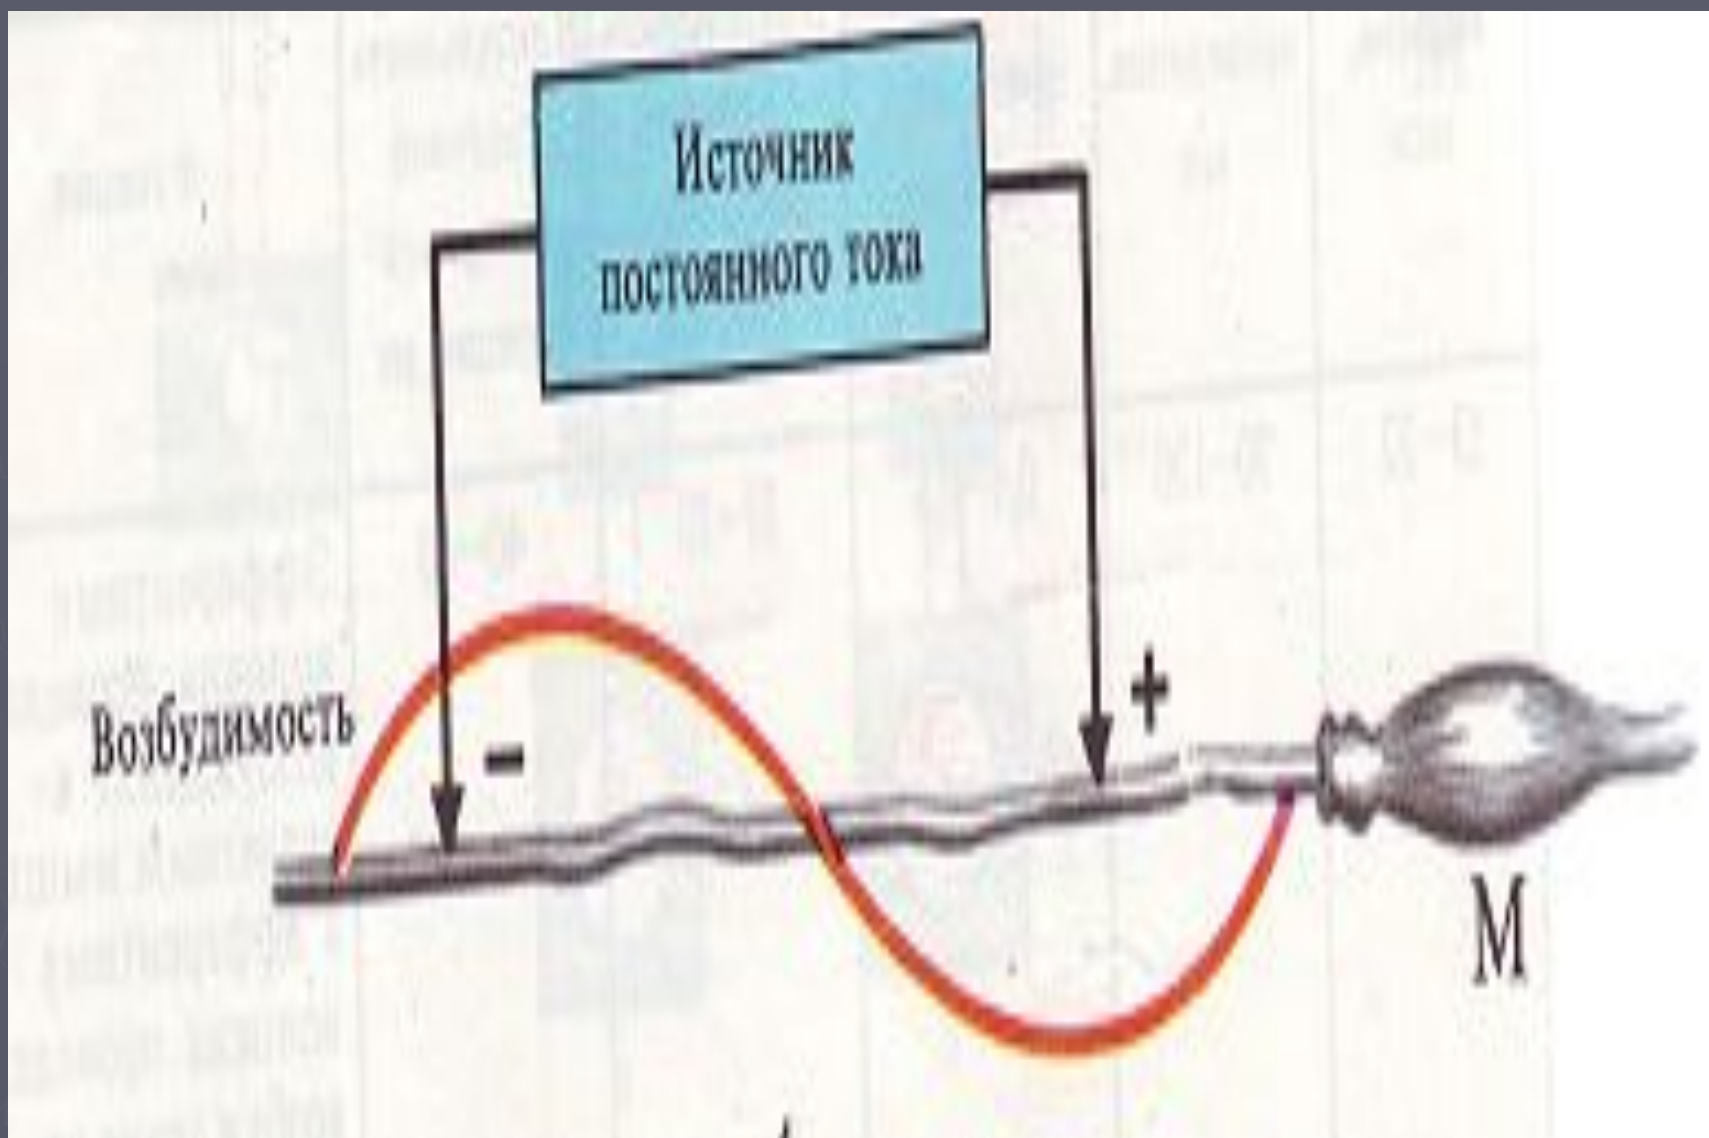 Источник
постоянного тока
Возбудимость
−
+
М